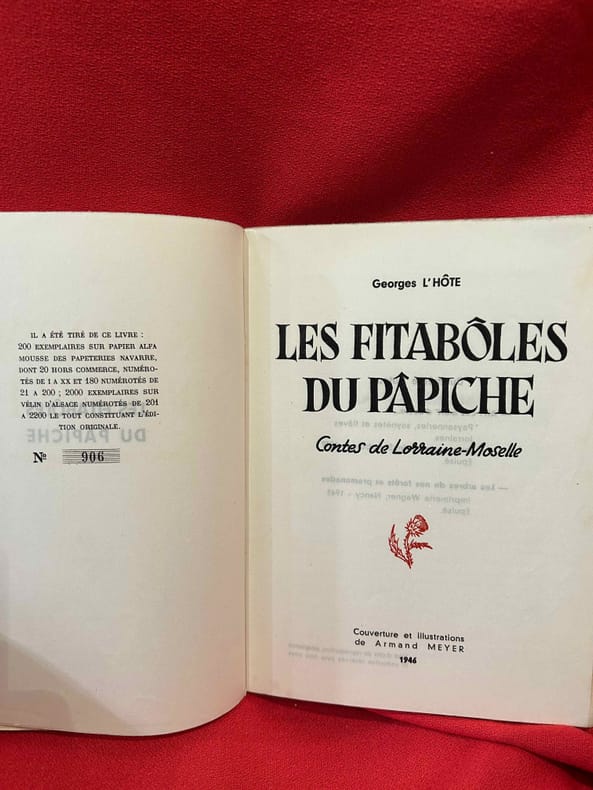 IL A ÉTÉ TIRÉ DE CE LIVRE :
200 EXEMPLAIRES SUR PAPIER ALFA
MOUSSE DES PAPETERIES NAVARRE,
DONT 20 HORS COMMERCE, NUMÉRO-
TÉS DE I A XX ET 180 NUMÉROTÉS DE
21 A 200 ; 2000 EXEMPLAIRES SUR
VÉLIN D'ALSACE NUMÉROTÉS DE 201
A 2200 LE TOUT CONSTITUANT L'ÉDI-
TION ORIGINALE.
Nº 906
Georges L'HÔTE
LES FITABÔLES
DU PÂPICHE
Contes de Lorraine-Moselle
Couverture et illustrations
de Armand MEYER
1946